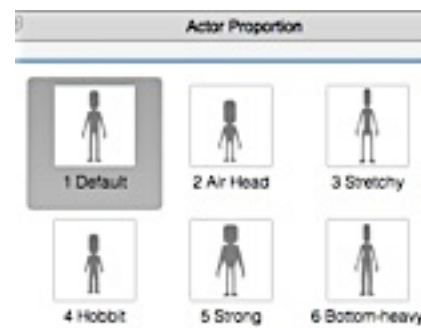 Actor Proportion
1 Default
2 Air Head
3 Stretchy
4 Hobbit
5 Strong
6 Bottom-heavy